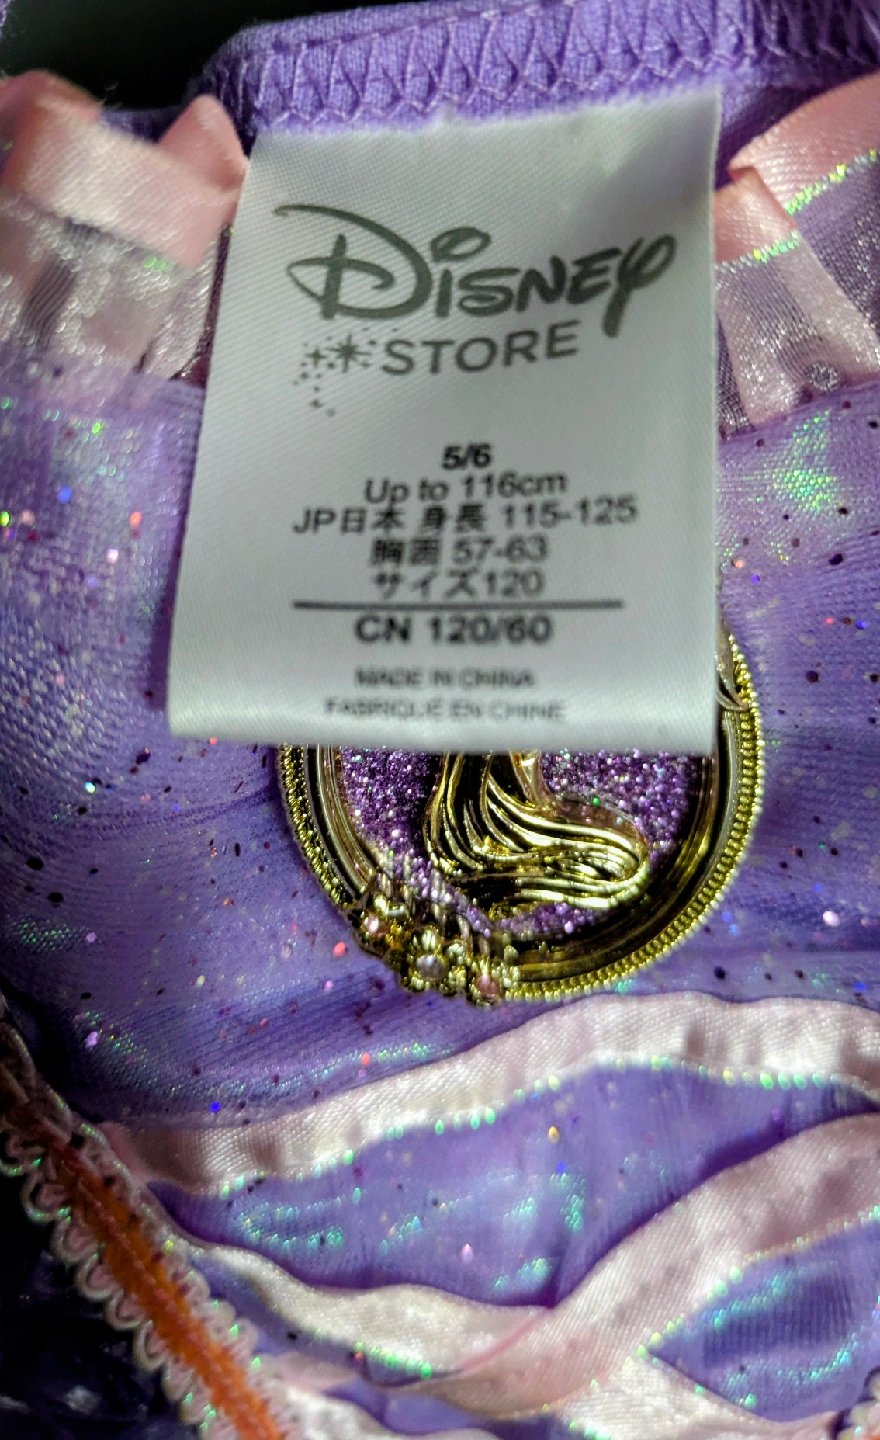 Disney
STORE
5/6
Up to 116cm
JP日本 身長 115-125
胸囲 57-63
サイズ120
CN 120/60
MADE IN CHINA
FABRIQUÉ EN CHINE